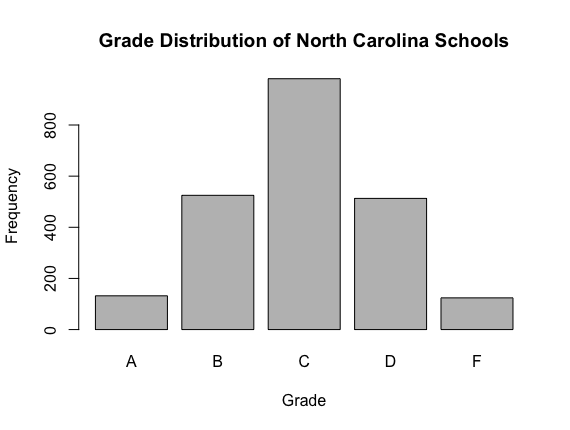 Grade Distribution of North Carolina Schools
Frequency
800
600
400
200
0
A B C D F
Grade